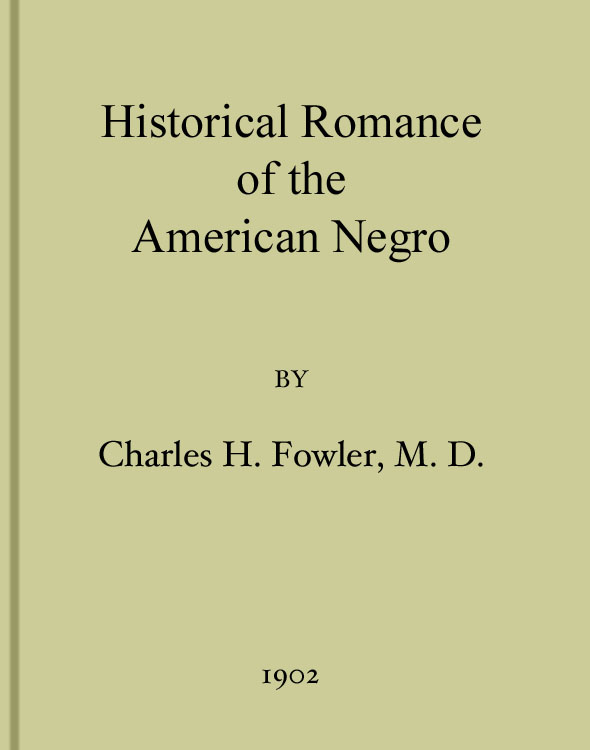 Historical Romance
of the
American Negro
BY
Charles H. Fowler, M. D.
1902